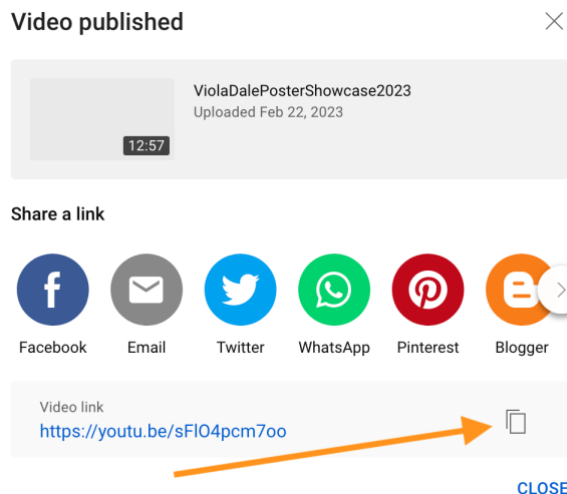 Video published
ViolaDalePosterShowcase2023
Uploaded Feb 22, 2023
12:57
Share a link
Facebook Email Twitter WhatsApp Pinterest Blogger
Video link
https://youtu.be/sFlO4pcm7oo
CLOSE